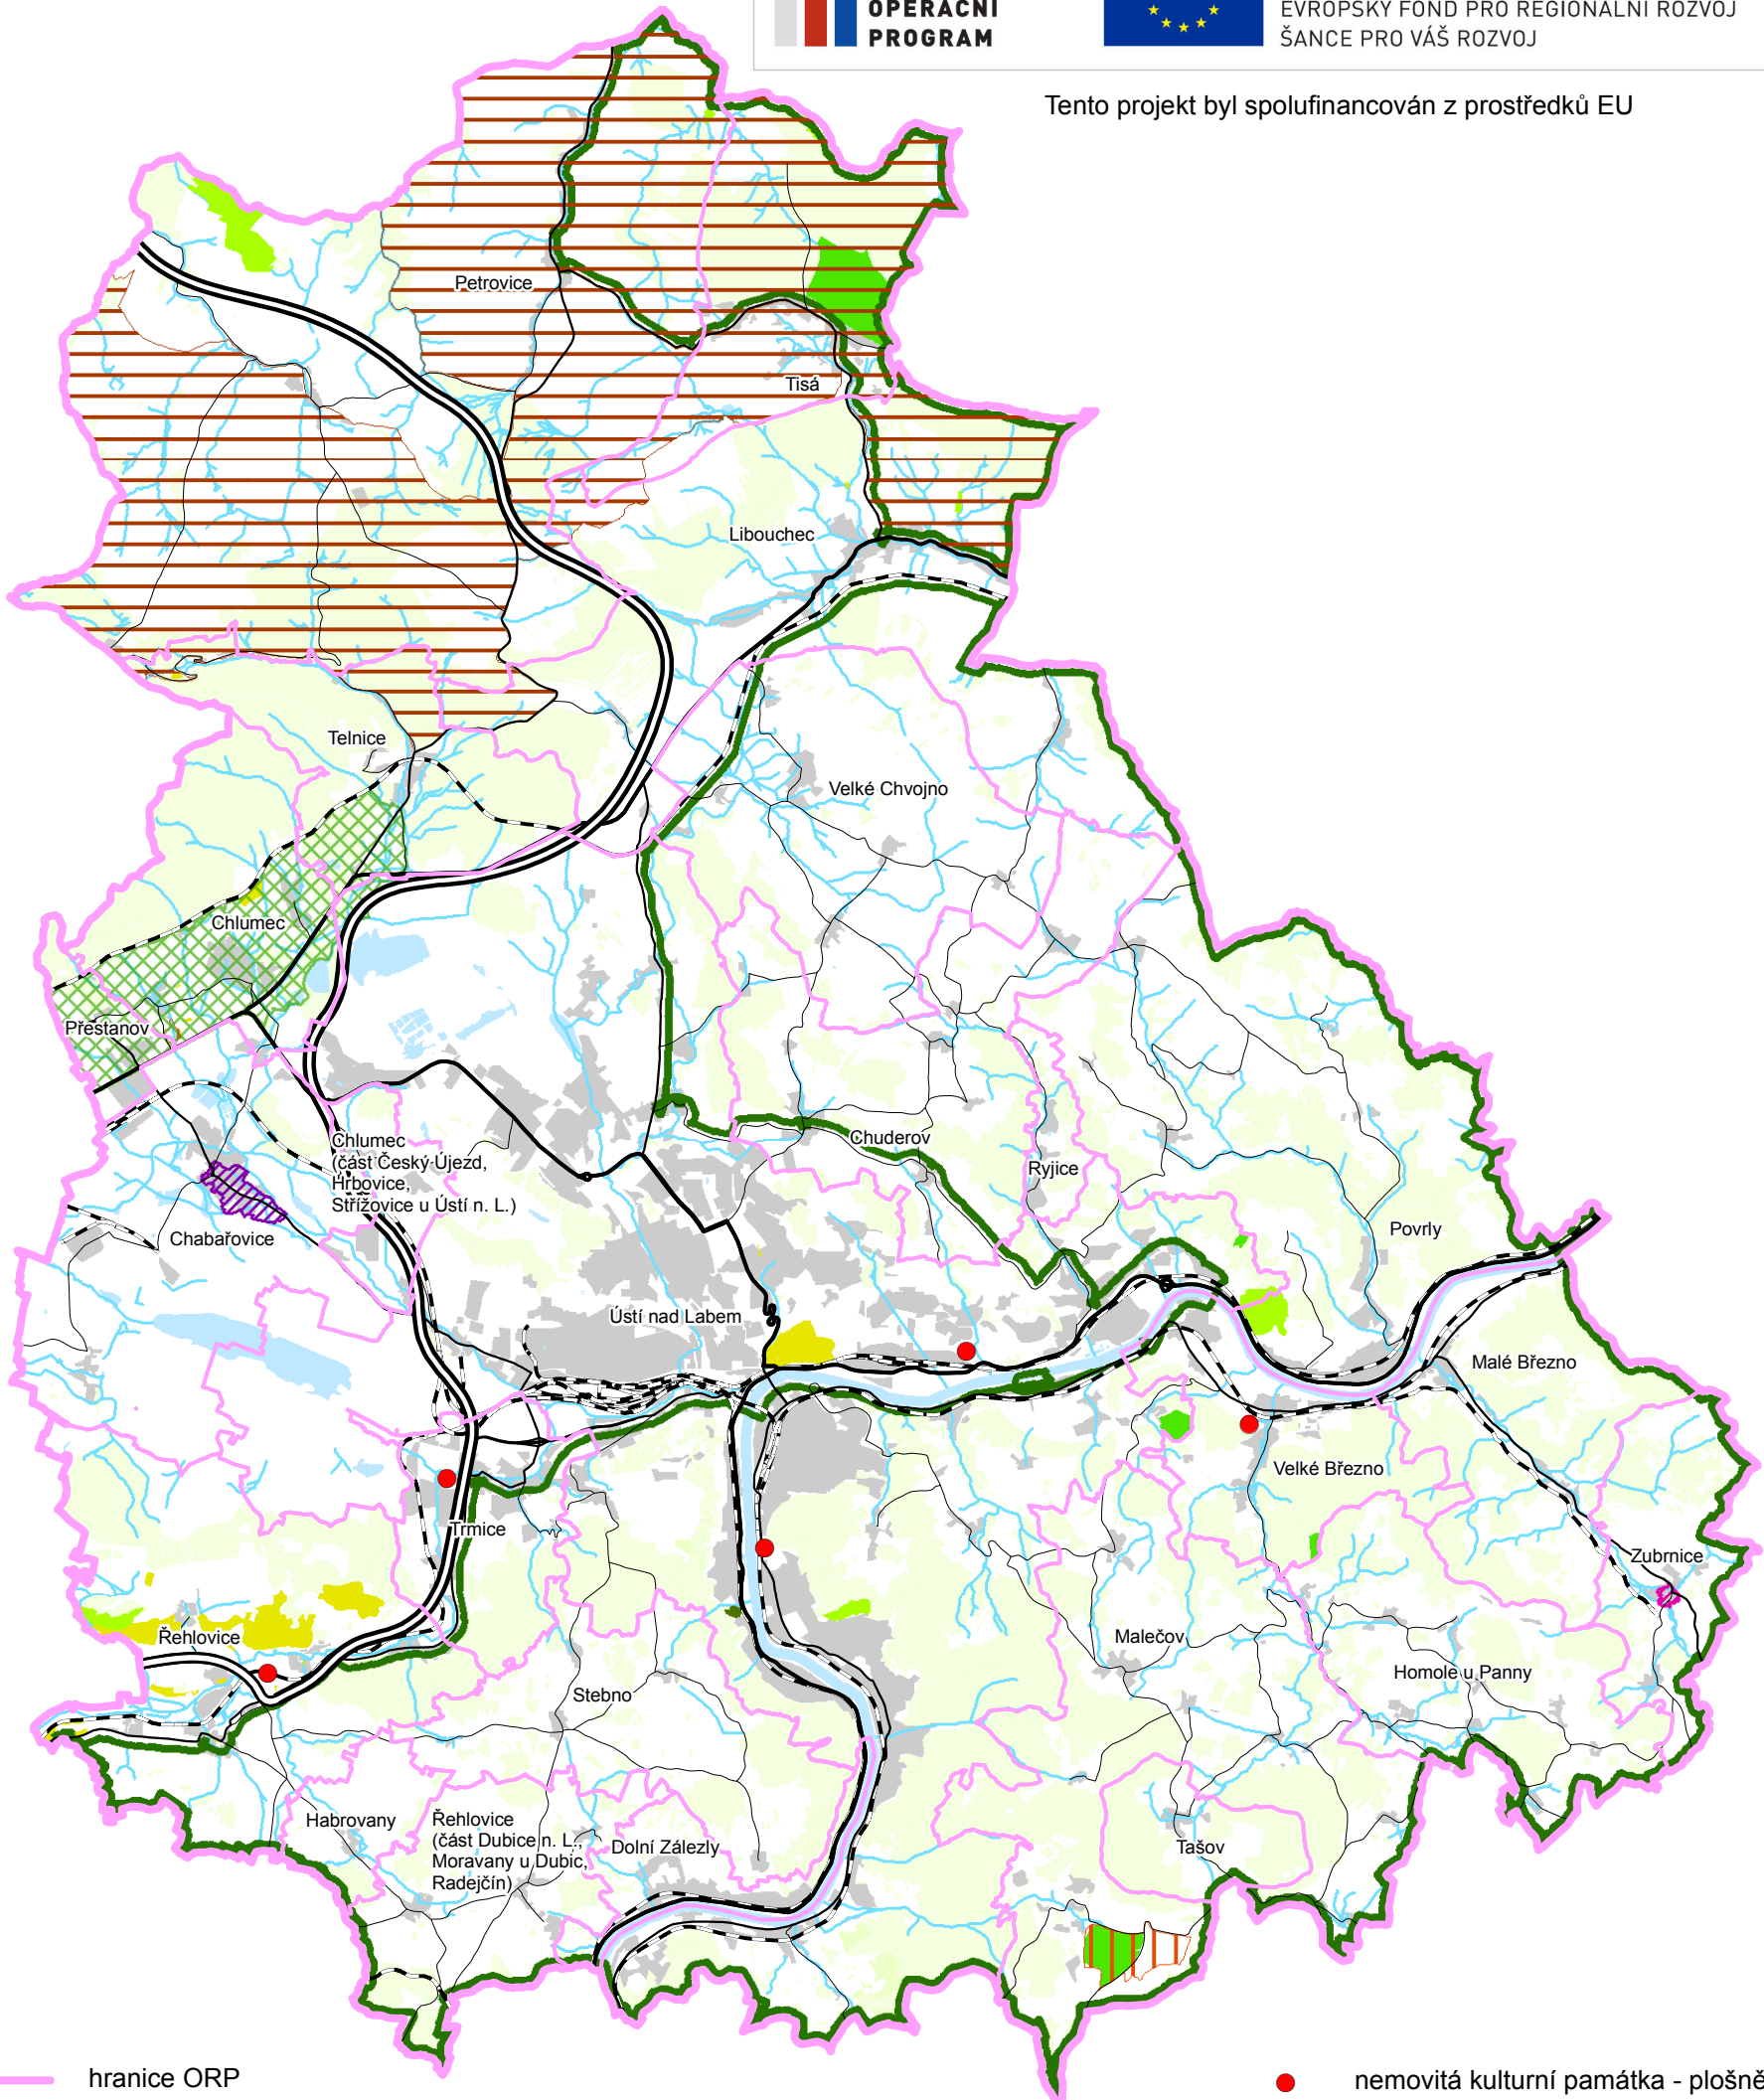 OPERAČNÍ
PROGRAM
EVROPSKÝ FOND PRO REGIONÁLNÍ ROZVOJ
ŠANCE PRO VÁŠ ROZVOJ
Tento projekt byl spolufinancován z prostředků EU
Petrovice
Tisá
Libouchec
Telnice
Velké Chvojno
Chlumec
Přestanov
Chlumec
(část Český Újezd,
Hrbovice,
Střížovice u Ústí n. L.)
Chuderov
Ryjice
Chabařovice
Povrly
Ústí nad Labem
Malé Březno
Velké Březno
Trmice
Zubrnice
Řehlovice
Malečov
Homole u Panny
Stebno
Habrovany
Řehlovice
(část Dubice n. L.,
Moravany u Dubic,
Radejčín)
Dolní Zálezly
Tašov
hranice ORP
nemovitá kulturní památka - plošně